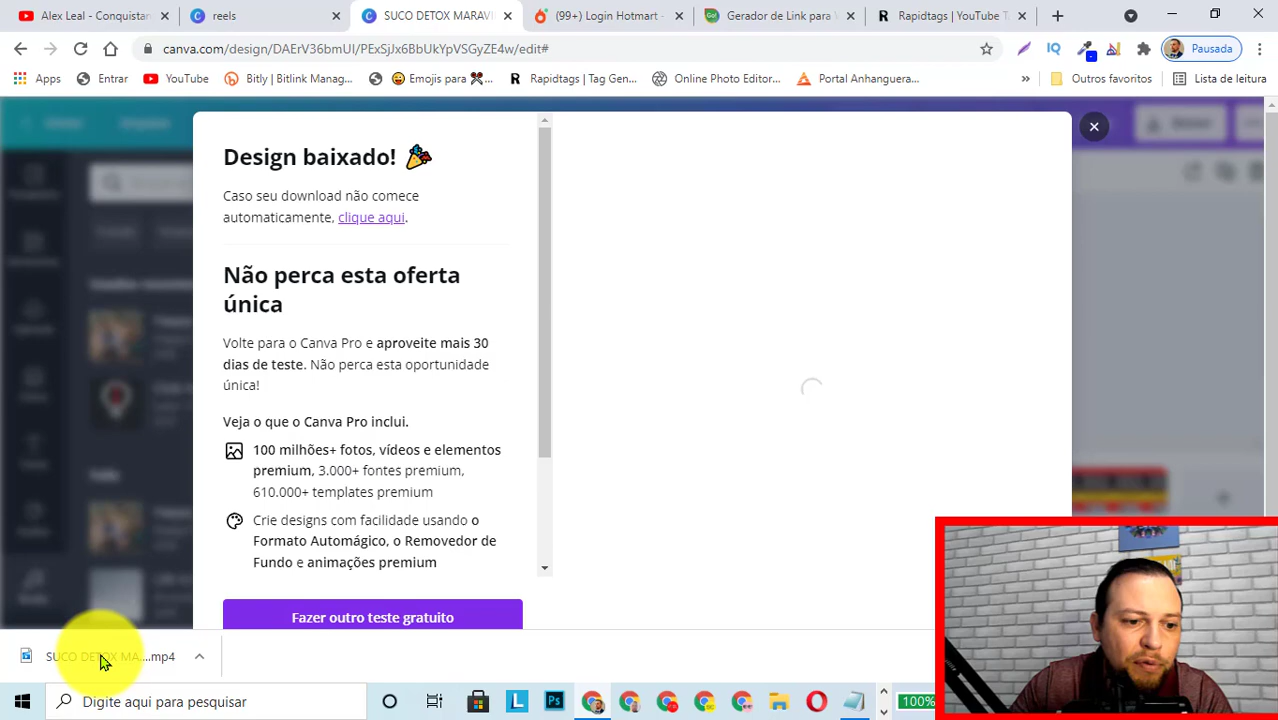 Alex Leal - Conquistan
reels
SUCO DETOX MARAVI
(99+) Login Hotmart -
Gerador de Link para
Rapidtags | YouTube T
canva.com/design/DAErV36bmUI/PExSjJx6BbUkYpVSGyZE4w/edit#
Pausada
Apps
Entrar
YouTube
Bitly | Bitlink Manag...
Emojis para
Rapidtags | Tag Gen...
Online Photo Editor...
Portal Anhanguera...
Outros favoritos
Lista de leitura
Design baixado!
Caso seu download não comece
automaticamente, clique aqui.
Não perca esta oferta
única
Volte para o Canva Pro e aproveite mais 30
dias de teste. Não perca esta oportunidade
única!
Veja o que o Canva Pro inclui.
100 milhões+ fotos, vídeos e elementos
premium, 3.000+ fontes premium,
610.000+ templates premium
Crie designs com facilidade usando o
Formato Automágico, o Removedor de
Fundo e animações premium
Fazer outro teste gratuito
SUCO DETOX MA....mp4
Digite aqui para pesquisar
100%